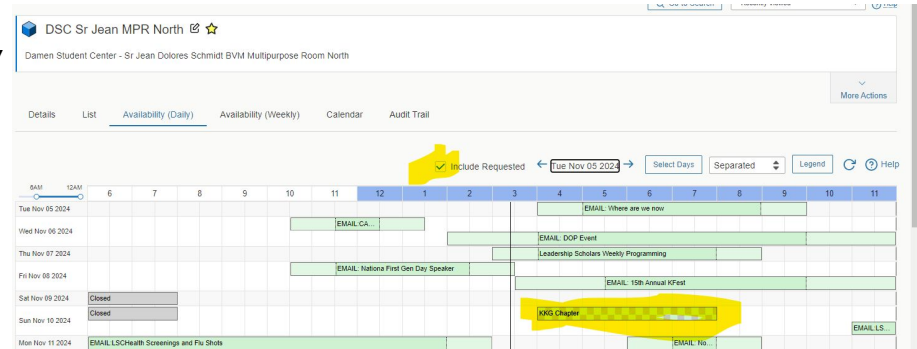 Go to Search Recently Viewed Help
DSC Sr Jean MPR North
Damen Student Center - Sr Jean Dolores Schmidt BVM Multipurpose Room North
More Actions
Details List Availability (Daily) Availability (Weekly) Calendar Audit Trail
Include Requested Tue Nov 05 2024 Select Days Separated Legend Help
6AM 12AM 6 7 8 9 10 11 12 1 2 3 4 5 6 7 8 9 10 11
Tue Nov 05 2024 EMAIL: Where are we now
Wed Nov 06 2024 EMAIL:CA...
EMAIL: DOP Event
Thu Nov 07 2024 Leadership Scholars Weekly Programming
Fri Nov 08 2024 EMAIL: Nationa First Gen Day Speaker
EMAIL: 15th Annual KFest
Sat Nov 09 2024 Closed
Sun Nov 10 2024 Closed KKG Chapter
EMAIL:LS...
Mon Nov 11 2024 EMAIL:LSCHealth Screenings and Flu Shots EMAIL: No...